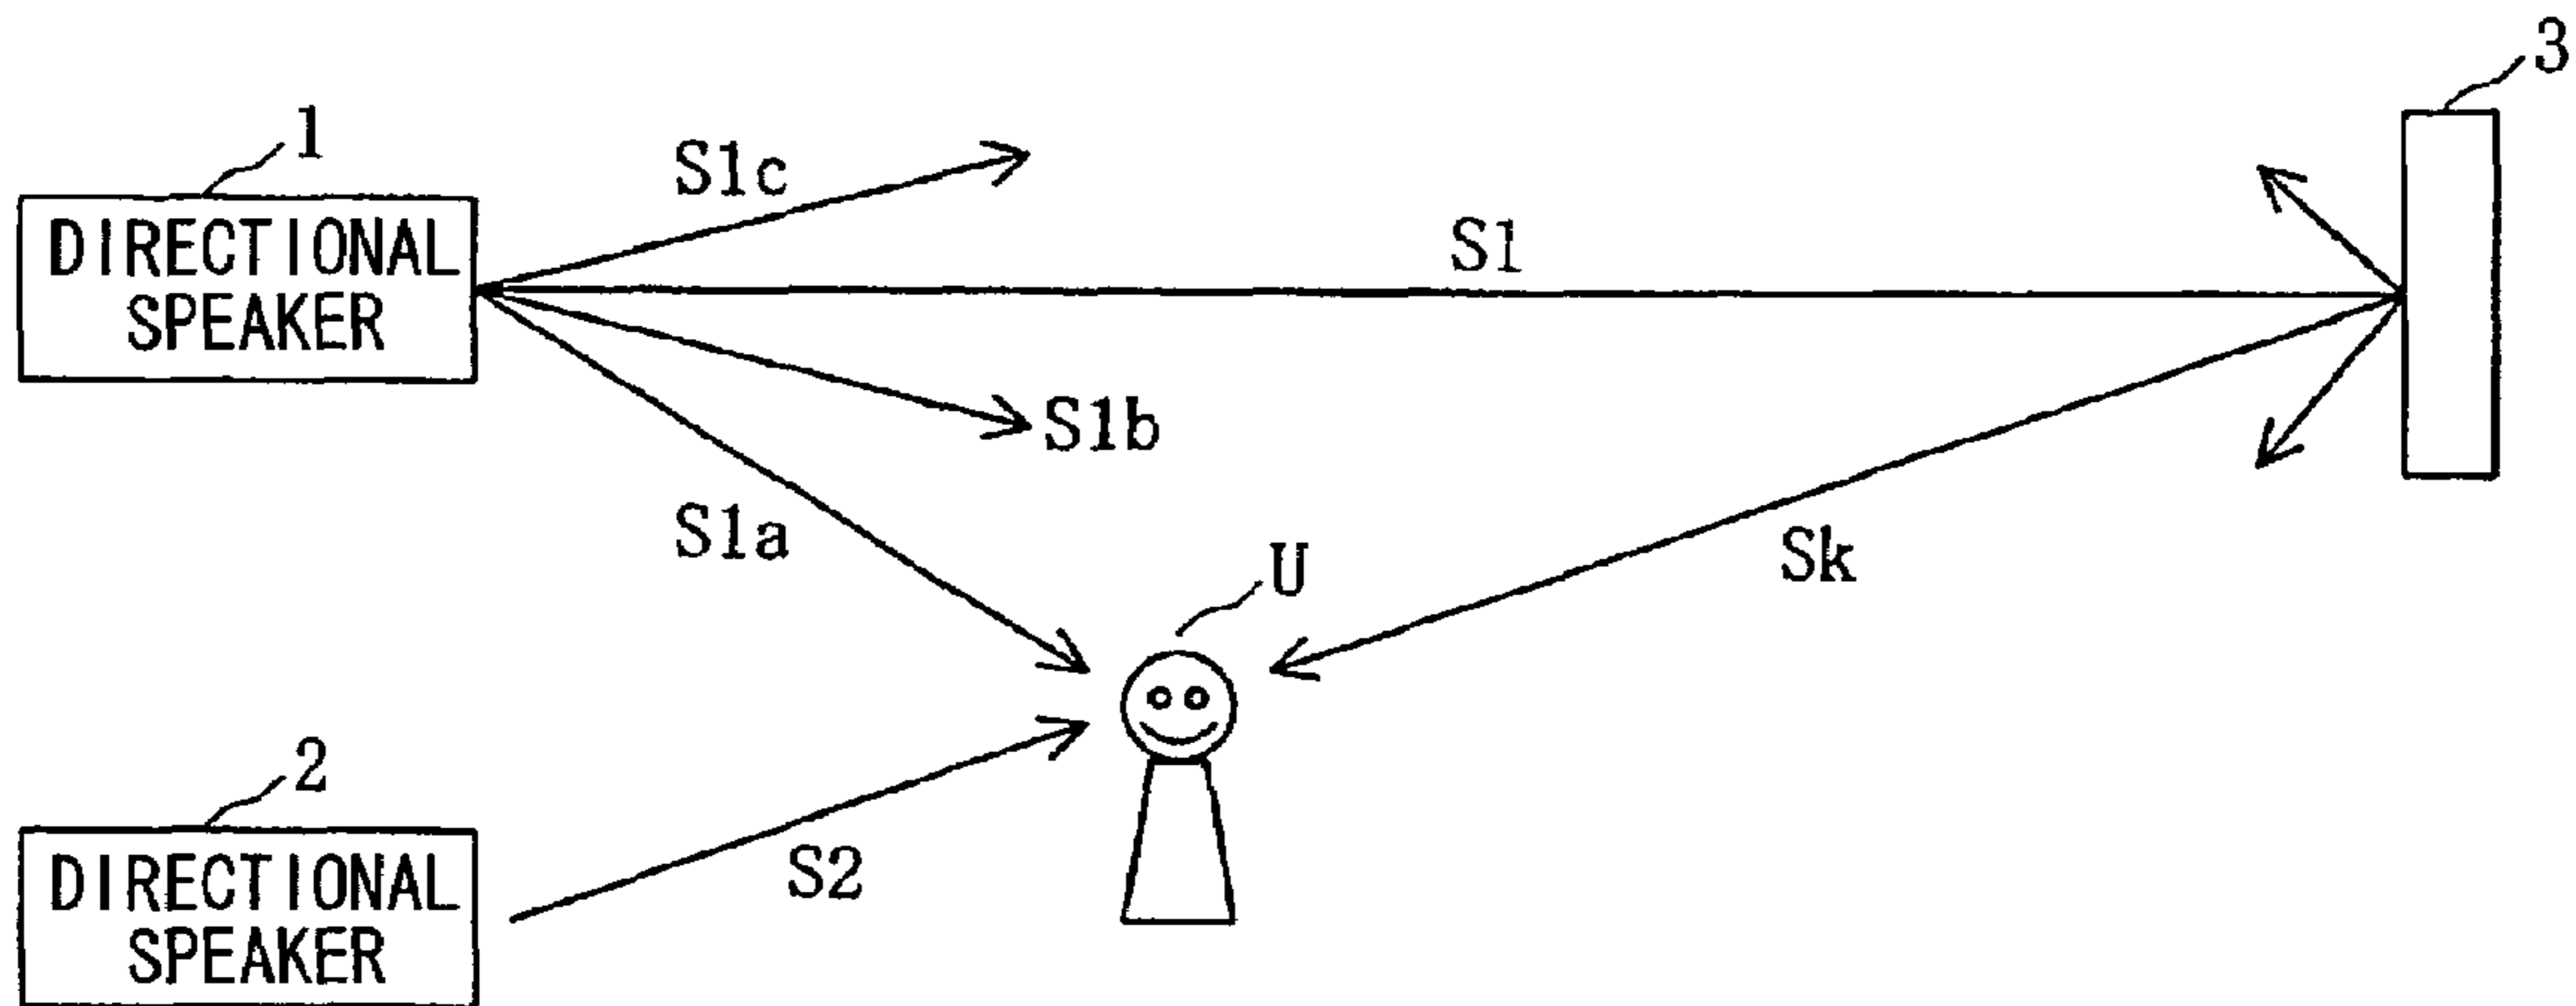 3
1
S1c
DIRECTIONAL
SPEAKER
S1
S1b
S1a
Sk
U
2
DIRECTIONAL
SPEAKER
S2